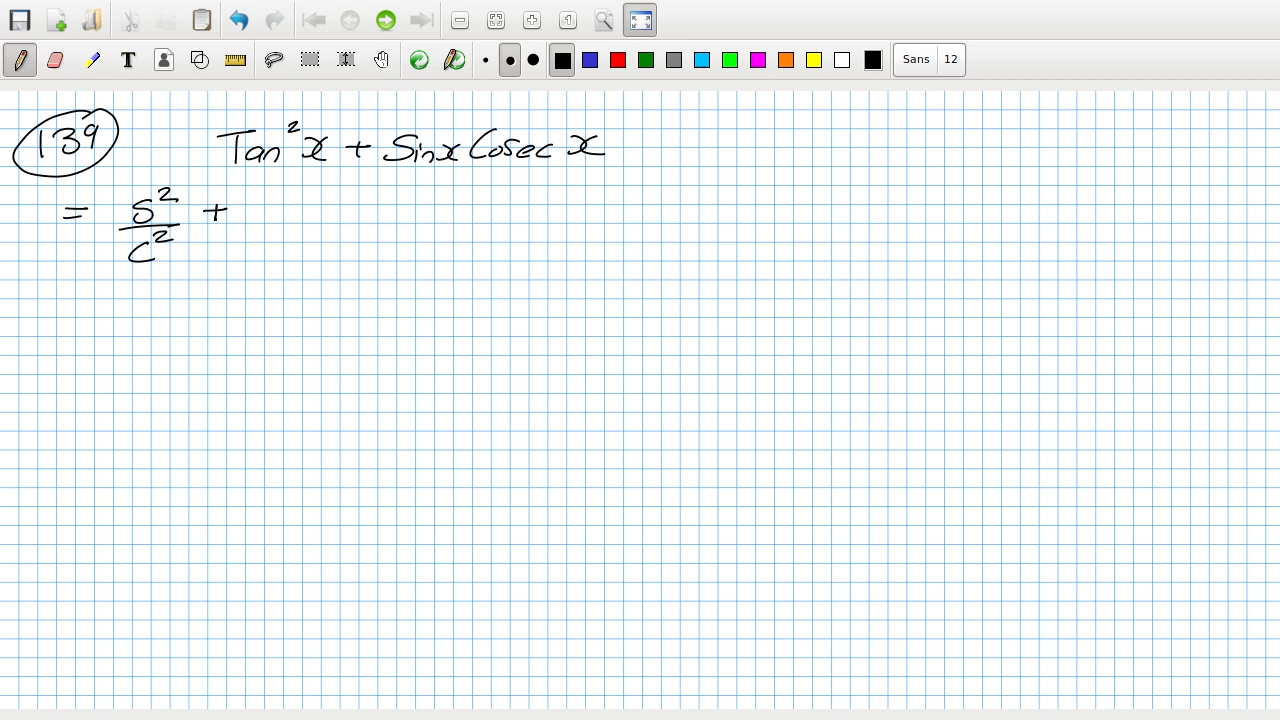 Sans 12
139 Tan²x + Sinx Cosec x
= S²/C² +